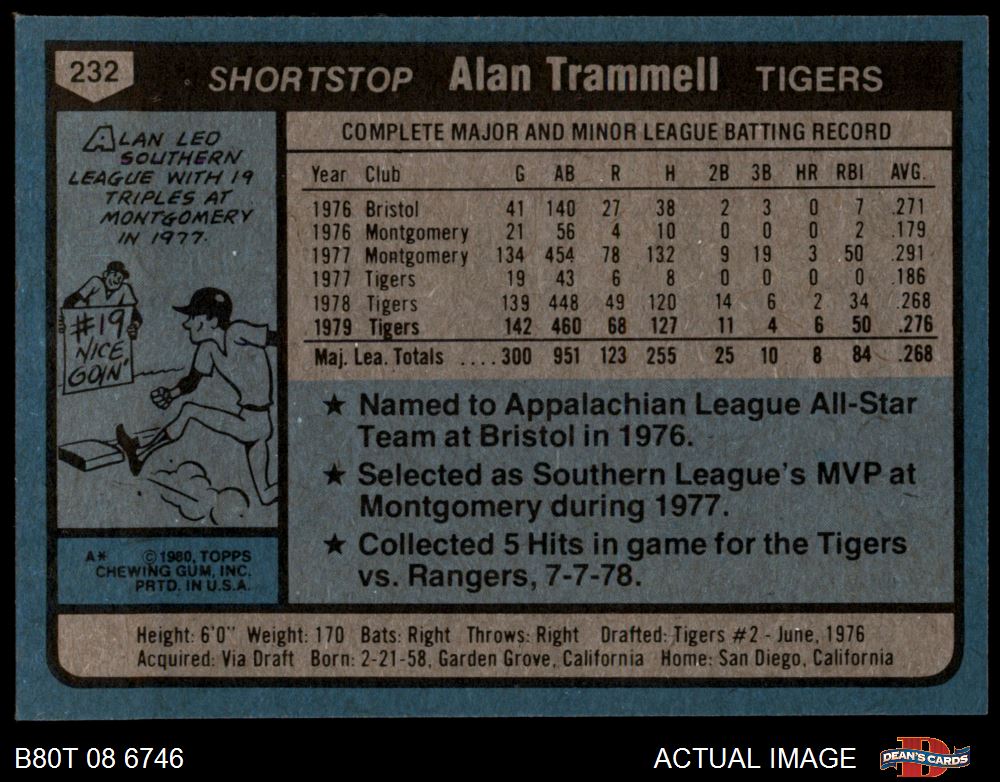 232 SHORTSTOP Alan Trammell TIGERS
ALAN LED
SOUTHERN
LEAGUE WITH 19
TRIPLES AT
MONTGOMERY
IN 1977.
#19
NICE
GOIN'
A* © 1980, TOPPS
CHEWING GUM, INC.
PRTD. IN U.S.A.
COMPLETE MAJOR AND MINOR LEAGUE BATTING RECORD
Year Club G AB R H 2B 3B HR RBI AVG.
1976 Bristol 41 140 27 38 2 3 0 7 .271
1976 Montgomery 21 56 4 10 0 0 0 2 .179
1977 Montgomery 134 454 78 132 9 19 3 50 .291
1977 Tigers 19 43 6 8 0 0 0 0 .186
1978 Tigers 139 448 49 120 14 6 2 34 .268
1979 Tigers 142 460 68 127 11 4 6 50 .276
Maj. Lea. Totals ....300 951 123 255 25 10 8 84 .268
★ Named to Appalachian League All-Star
Team at Bristol in 1976.
★ Selected as Southern League's MVP at
Montgomery during 1977.
★ Collected 5 Hits in game for the Tigers
vs. Rangers, 7-7-78.
Height: 6'0" Weight: 170 Bats: Right Throws: Right Drafted: Tigers #2 - June, 1976
Acquired: Via Draft Born: 2-21-58, Garden Grove, California Home: San Diego, California
B80T 08 6746 ACTUAL IMAGE DEAN'S CARDS